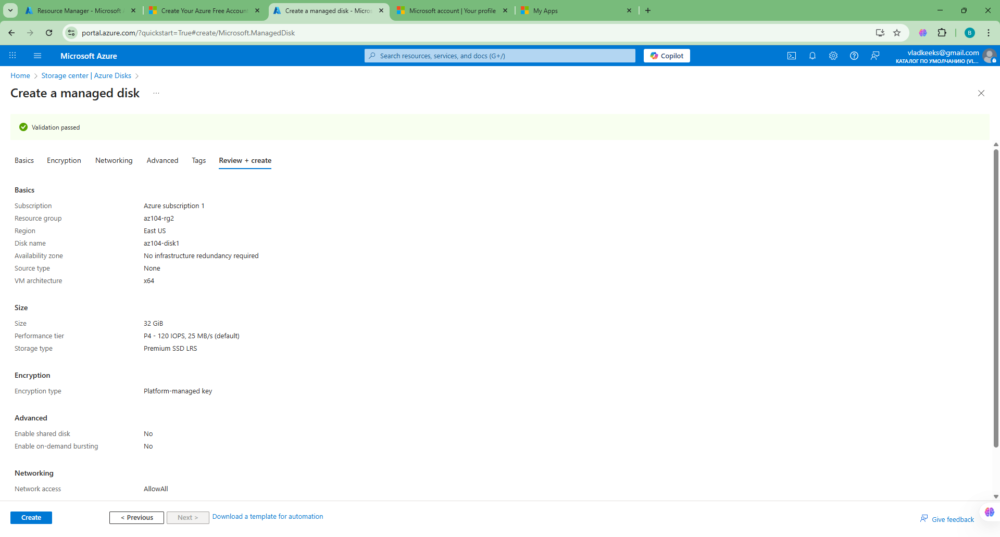 Resource Manager - Microsoft A
Create Your Azure Free Account
Create a managed disk - Micros
Microsoft account | Your profile
My Apps
portal.azure.com/?quickstart=True#create/Microsoft.ManagedDisk
B
Microsoft Azure
Search resources, services, and docs (G+/)
Copilot
vladkeeks@gmail.com
КАТАЛОГ ПО УМОЛЧАНИЮ (VL...
Home > Storage center | Azure Disks >
Create a managed disk ...
Validation passed
Basics Encryption Networking Advanced Tags Review + create
Basics
Subscription Azure subscription 1
Resource group az104-rg2
Region East US
Disk name az104-disk1
Availability zone No infrastructure redundancy required
Source type None
VM architecture x64
Size
Size 32 GiB
Performance tier P4 - 120 IOPS, 25 MB/s (default)
Storage type Premium SSD LRS
Encryption
Encryption type Platform-managed key
Advanced
Enable shared disk No
Enable on-demand bursting No
Networking
Network access AllowAll
Create < Previous Next > Download a template for automation
Give feedback